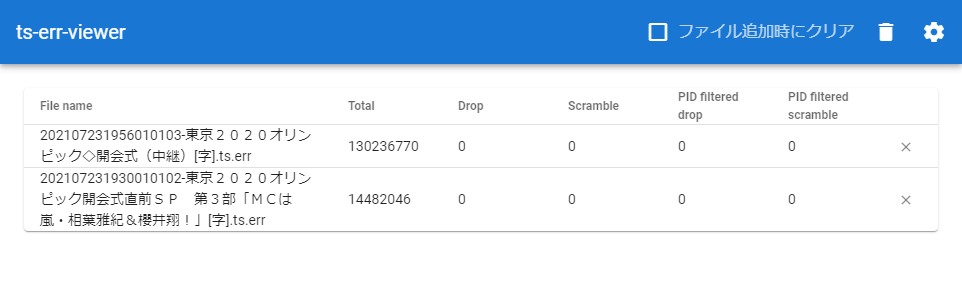 ts-err-viewer
ファイル追加時にクリア
File name Total Drop Scramble PID filtered drop PID filtered scramble
202107231956010103-東京２０２０オリン
ピック◇開会式（中継）[字].ts.err
130236770 0 0 0 0
202107231930010102-東京２０２０オリン
ピック開会式直前ＳＰ　第３部「ＭＣは
嵐・相葉雅紀＆櫻井翔！」[字].ts.err
14482046 0 0 0 0